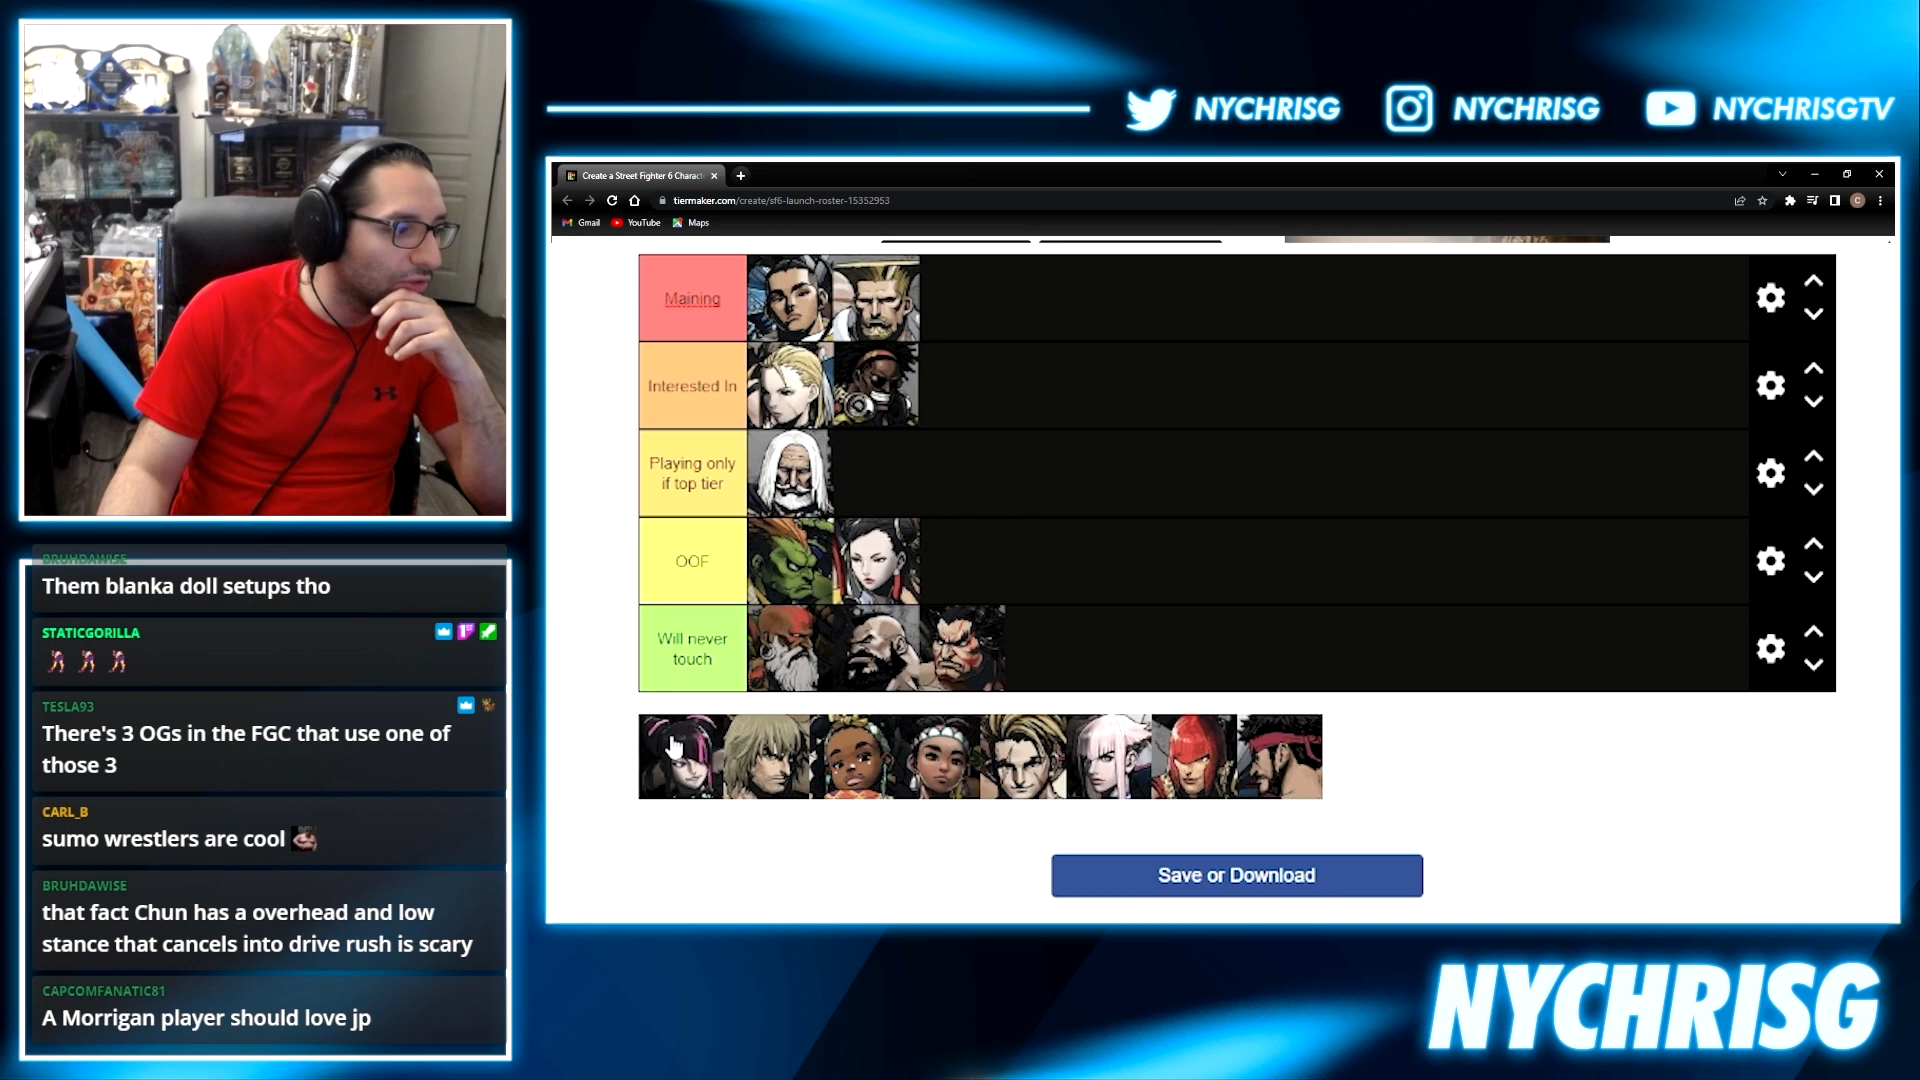 NYCHRISG
NYCHRISG
NYCHRISGTV
Create a Street Fighter 6 Charact
tiermaker.com/create/sf6-launch-roster-15352953
C
Gmail
YouTube
Maps
Maining
Interested In
Playing only
if top tier
OOF
Will never
touch
Save or Download
BRUHDAWISE
Them blanka doll setups tho
STATICGORILLA
TESLA93
There's 3 OGs in the FGC that use one of
those 3
CARL_B
sumo wrestlers are cool
BRUHDAWISE
that fact Chun has a overhead and low
stance that cancels into drive rush is scary
CAPCOMFANATIC81
A Morrigan player should love jp
NYCHRISG